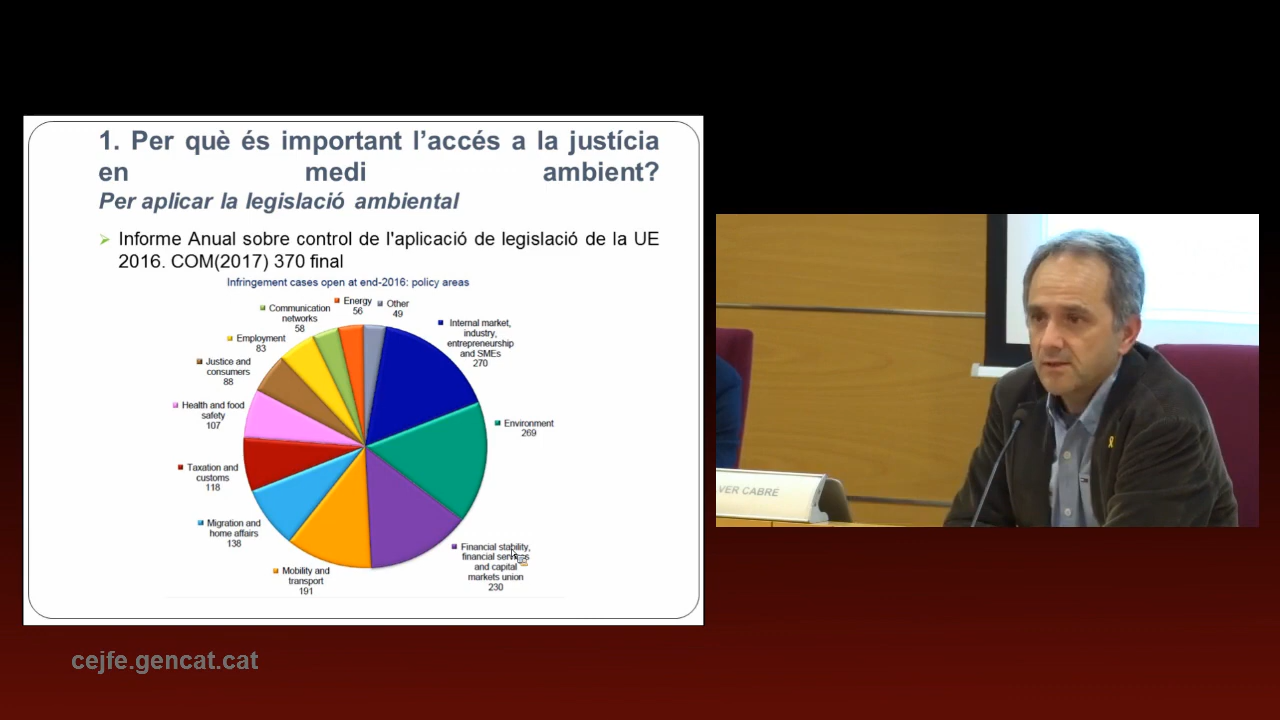 1. Per què és important l'accés a la justícia
en medi ambient?
Per aplicar la legislació ambiental
Informe Anual sobre control de l'aplicació de legislació de la UE
2016. COM(2017) 370 final
Infringement cases open at end-2016: policy areas
Internal market,
industry,
entrepreneurship
and SMEs
270
Environment
269
Financial stability,
financial services
and capital
markets union
230
Mobility and
transport
191
Migration and
home affairs
138
Taxation and
customs
118
Health and food
safety
107
Justice and
consumers
88
Employment
83
Communication
networks
58
Energy
56
Other
49
VER CABRÉ
cejfe.gencat.cat